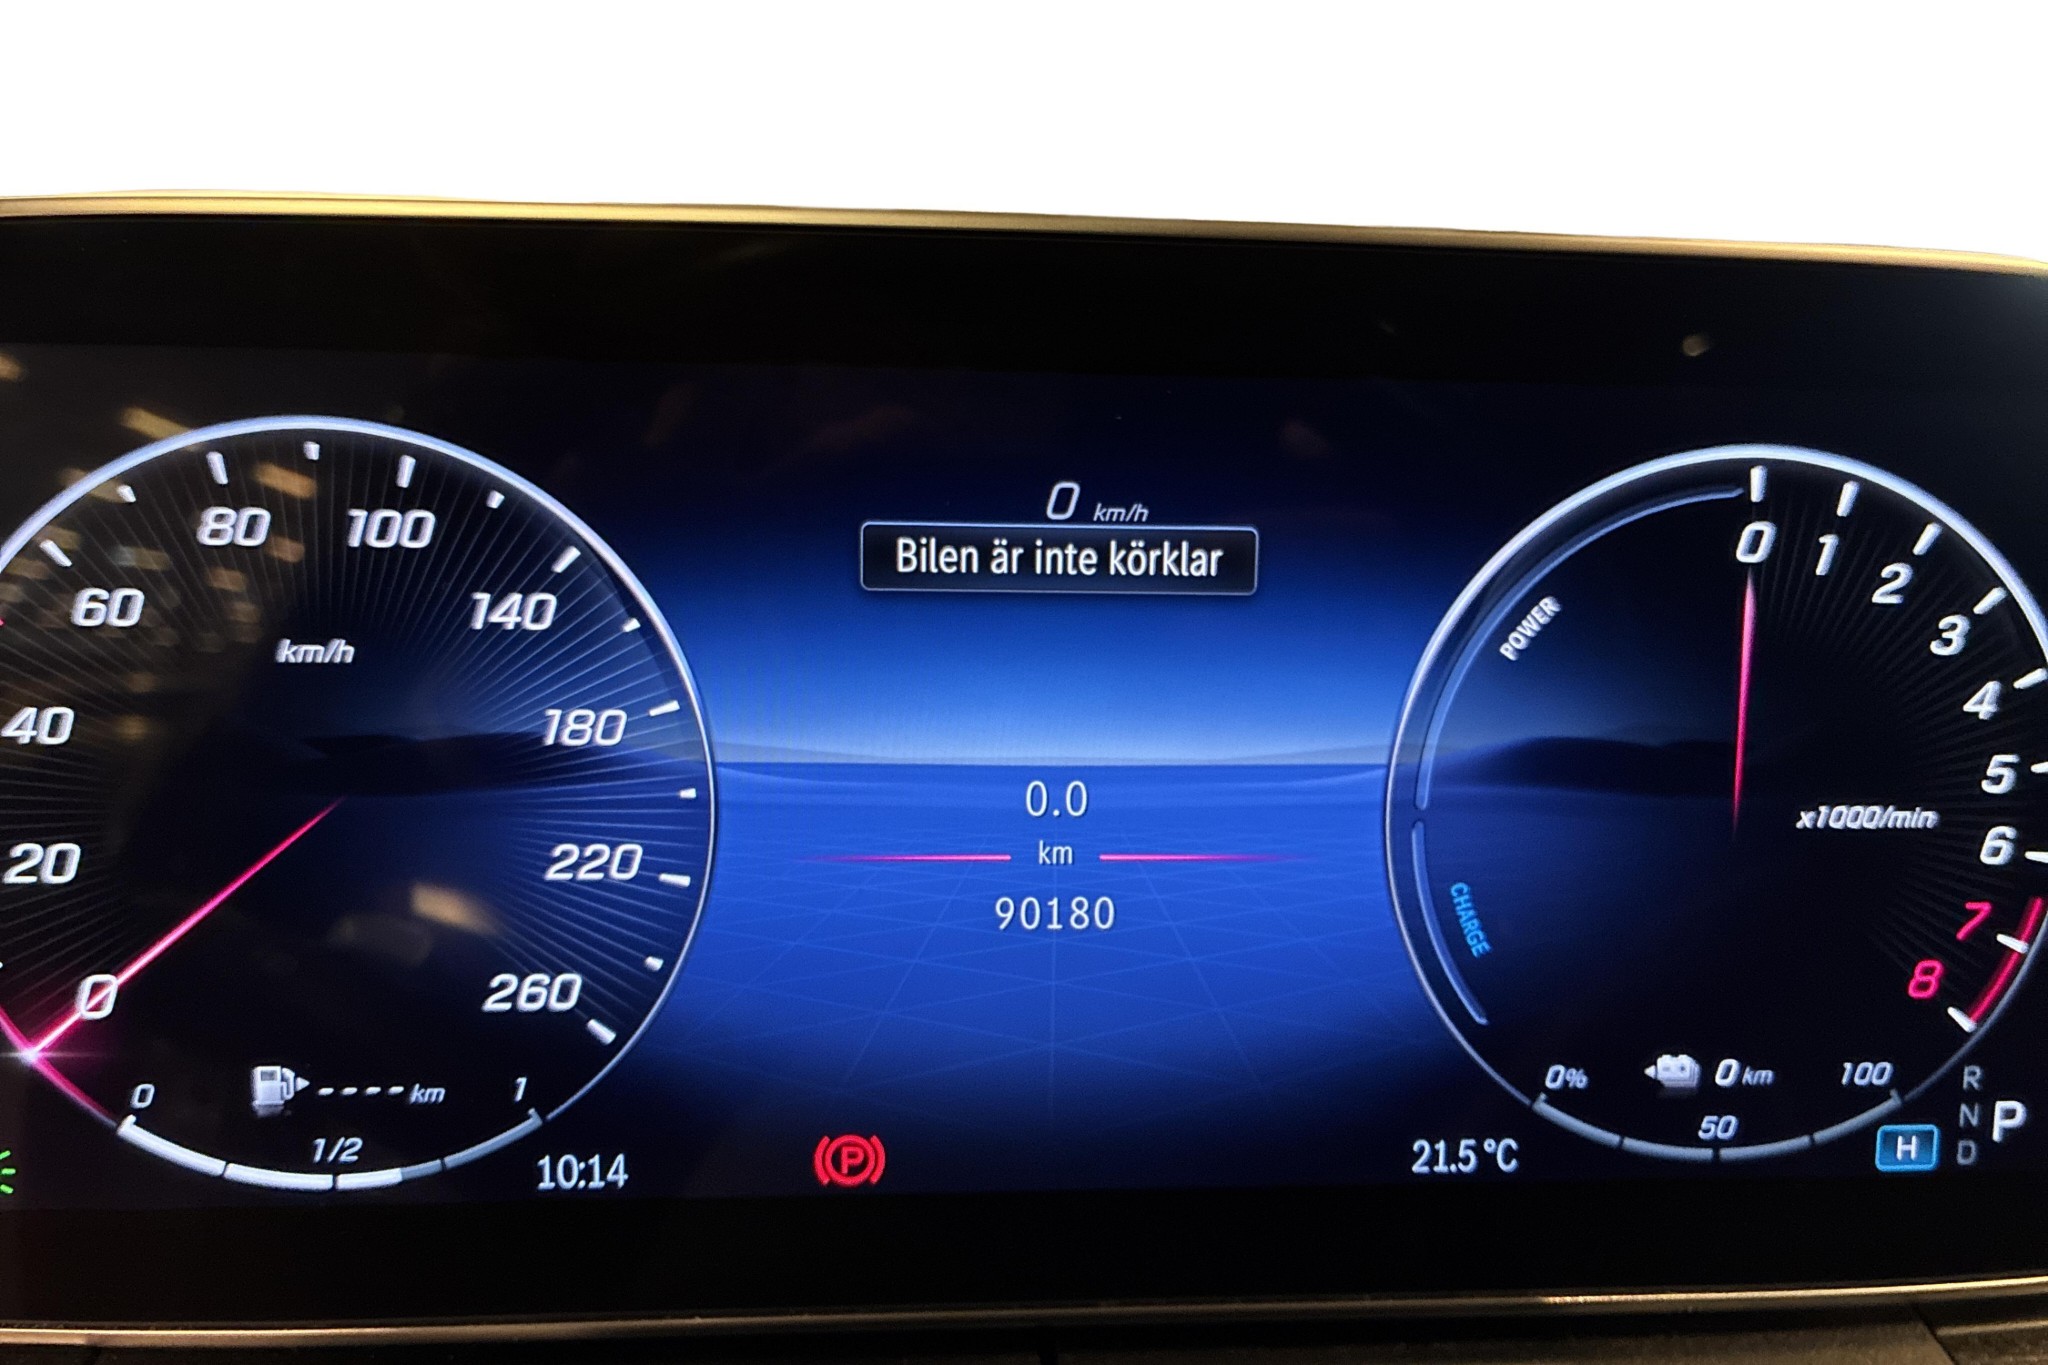 80 100
60 140
km/h
40 180
20 220
0 260
0 ---- km 1
1/2
10:14
0 km/h
Bilen är inte körklar
0.0
km
90180
P
21.5 °C
0
1
2
3
4
5
6
7
8
POWER
x1000/min
CHARGE
0% 0 km 100
50
R
N
D
P
H